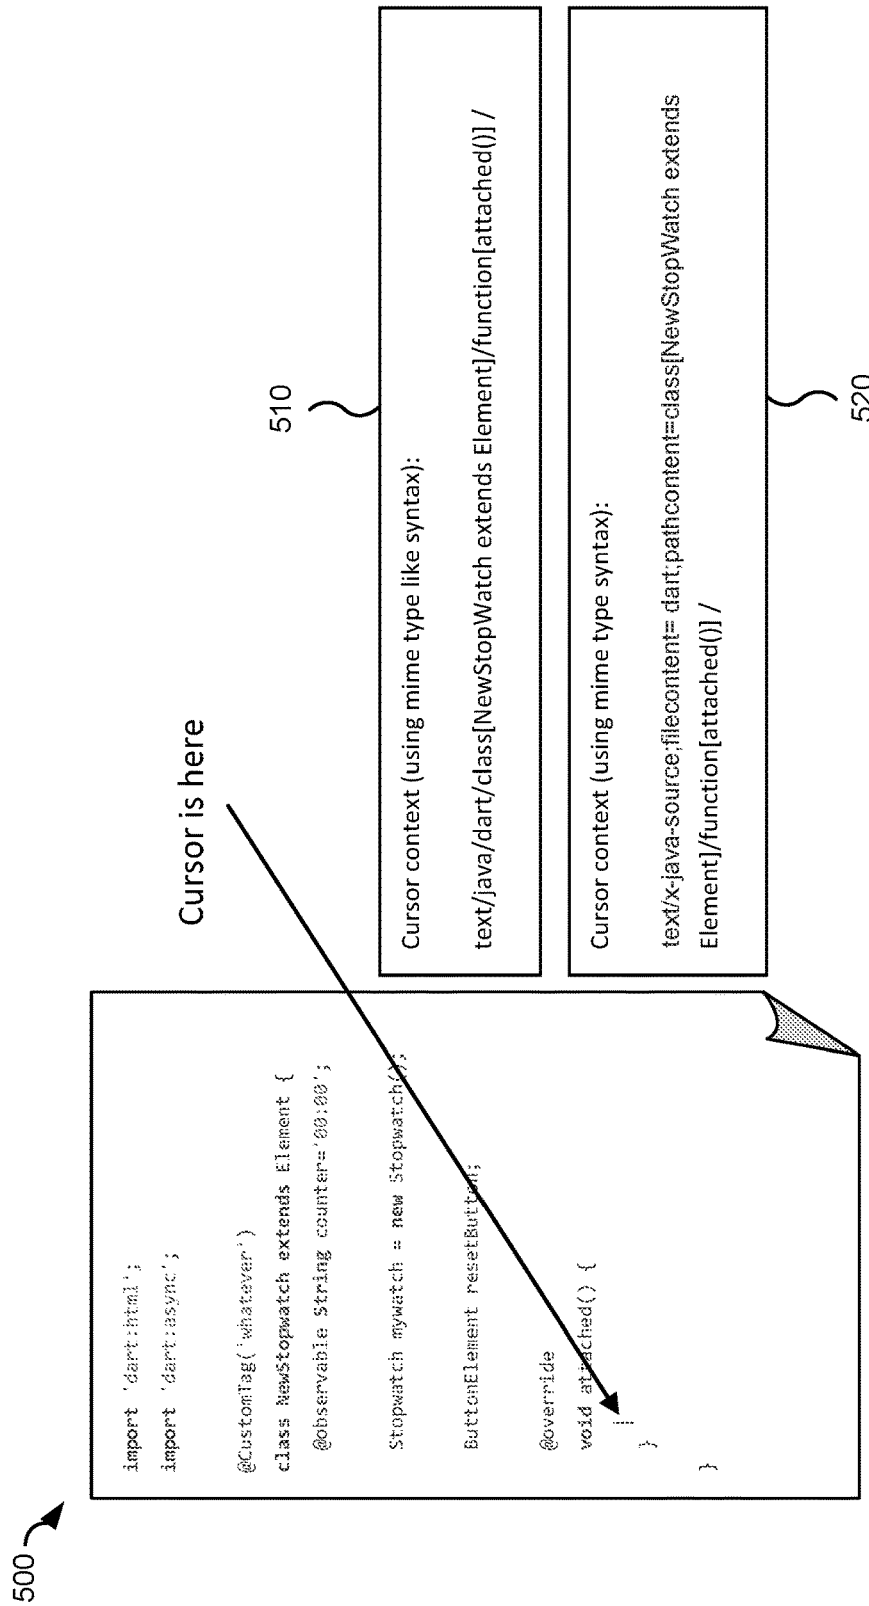 500
import 'dart:html';
import 'dart:async';
@CustomTag('whatever')
class NewStopwatch extends Element {
@observable String counter='00:00';
Stopwatch mywatch = new Stopwatch();
ButtonElement resetButton;
@override
void attached() {
}
}
Cursor is here
510
Cursor context (using mime type like syntax):
text/java/dart/class[NewStopWatch extends Element]/function[attached()] /
Cursor context (using mime type syntax):
text/x-java-source;filecontent= dart;pathcontent=class[NewStopWatch extends
Element]/function[attached()] /
520